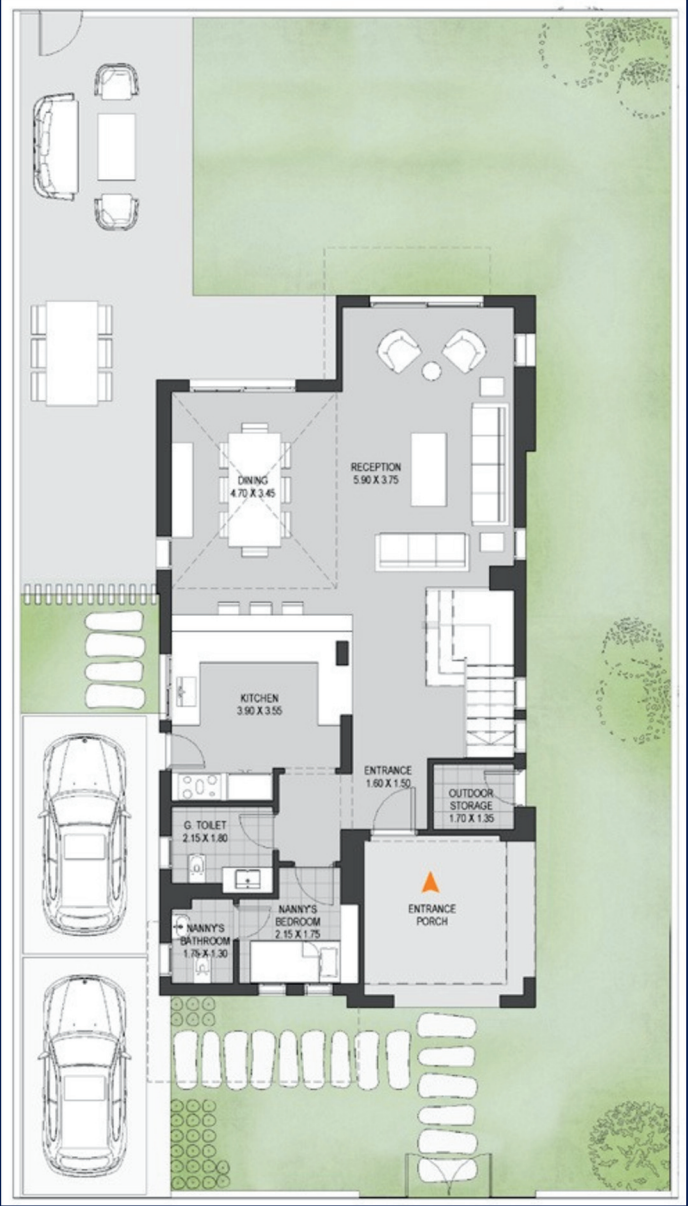 DINING
4.70 X 3.45
RECEPTION
5.90 X 3.75
KITCHEN
3.90 X 3.55
ENTRANCE
1.60 X 1.50
OUTDOOR
STORAGE
1.70 X 1.35
G. TOILET
2.15 X 1.80
NANNY'S
BEDROOM
2.15 X 1.75
NANNY'S
BATHROOM
1.75 X 1.30
ENTRANCE
PORCH